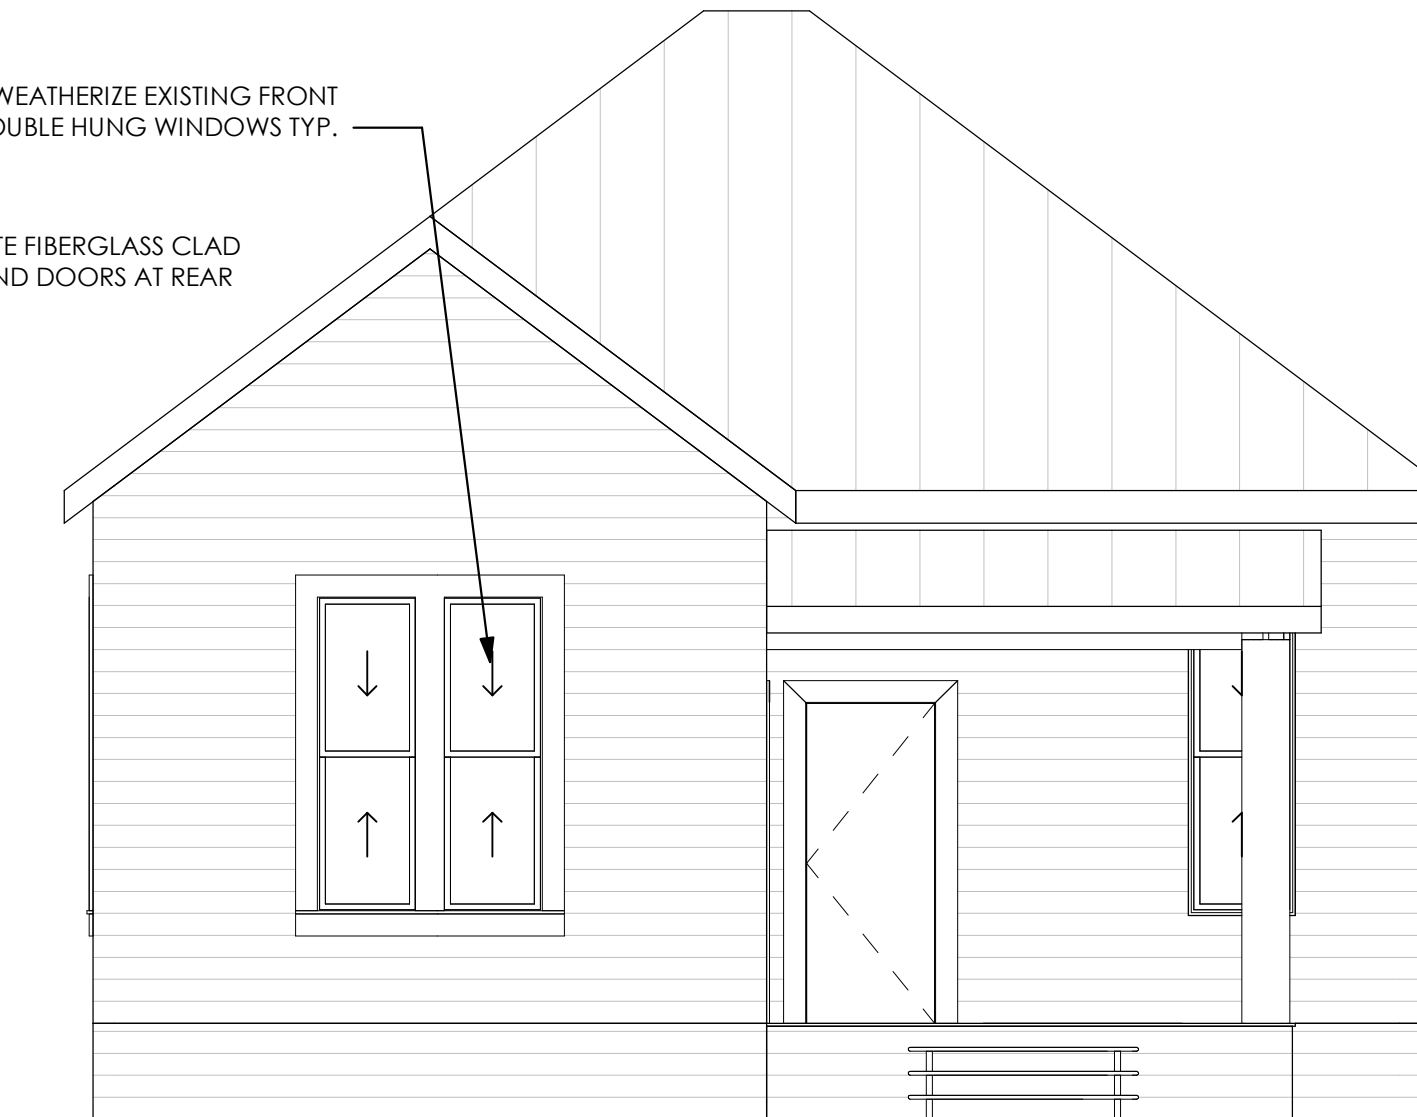 WEATHERIZE EXISTING FRONT
OUBLE HUNG WINDOWS TYP.
TE FIBERGLASS CLAD
ND DOORS AT REAR